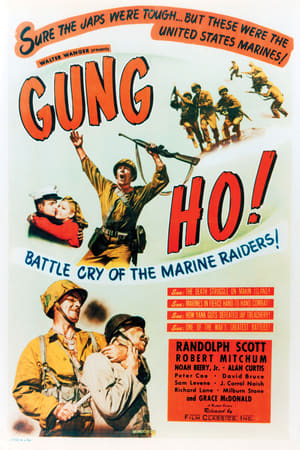 SURE THE JAPS WERE TOUGH...BUT THESE WERE THE
UNITED STATES MARINES!
WALTER WANGER presents
GUNG
HO!
BATTLE CRY OF THE MARINE RAIDERS!
See: THE DEATH STRUGGLE ON MAKIN ISLAND!
See: MARINES IN FIERCE HAND TO HAND COMBAT!
See: HOW YANK GUTS DEFEATED JAP TREACHERY!
See: ONE OF THE WAR'S GREATEST BATTLES!
RANDOLPH SCOTT
ROBERT MITCHUM
NOAH BEERY, Jr. · ALAN CURTIS
Peter Coe · David Bruce
Sam Levene · J. Carrol Naish
Richard Lane · Milburn Stone
and GRACE McDONALD
Released by
FILM CLASSICS, INC.